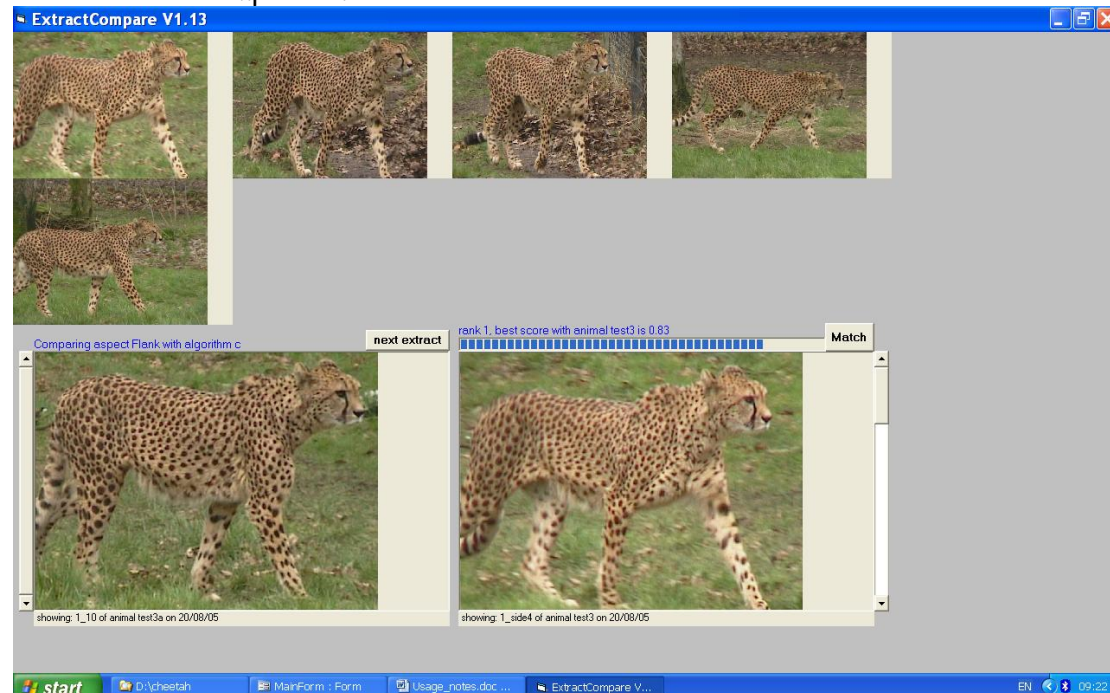 ExtractCompare V1.13
rank 1, best score with animal test3 is 0.83
Comparing aspect Flank with algorithm c
next extract
Match
showing: 1_10 of animal test3a on 20/08/05
showing: 1_side4 of animal test3 on 20/08/05
start
D:\cheetah
MainForm : Form
Usage_notes.doc ...
ExtractCompare V...
EN
09:22